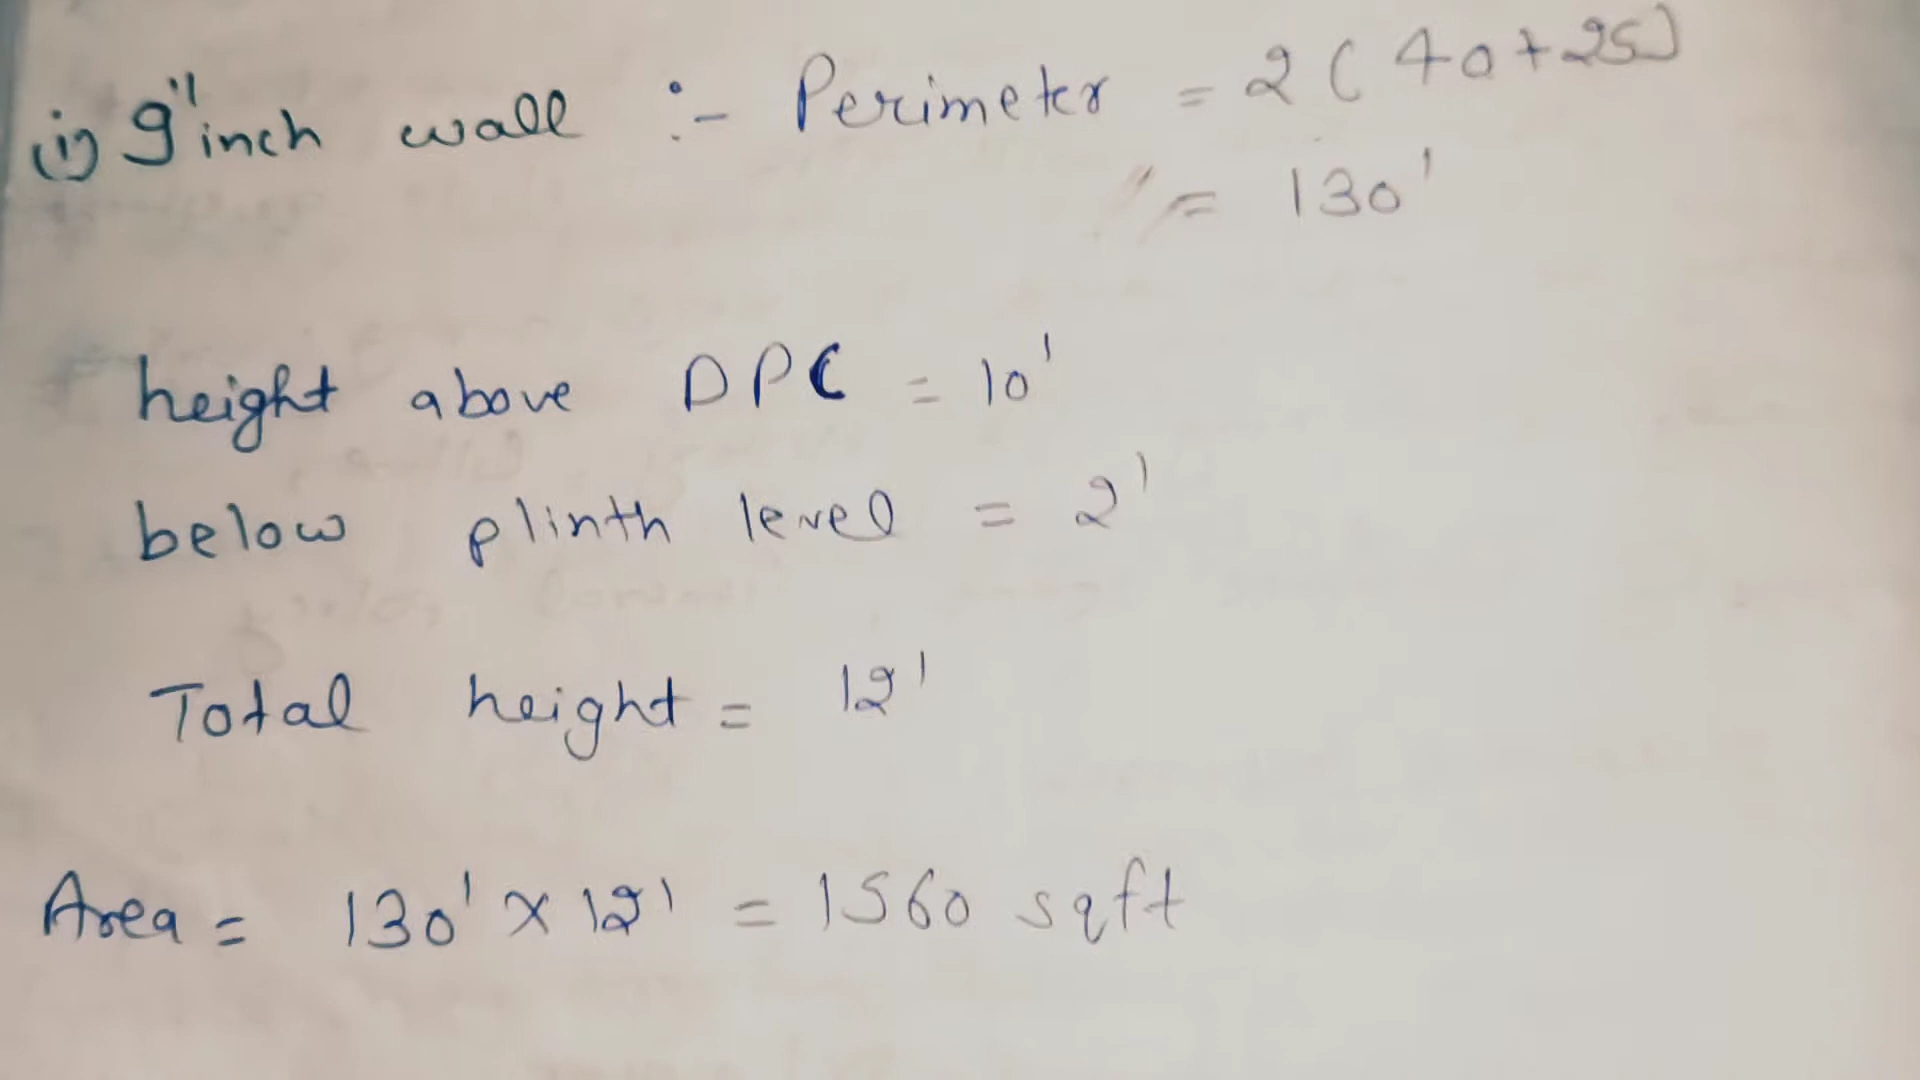 (i) 9" inch wall :- Perimeter = 2 ( 40+25)
= 130'
height above DPC = 10'
below plinth level = 2'
Total height = 12'
Area = 130' × 12' = 1560 sqft